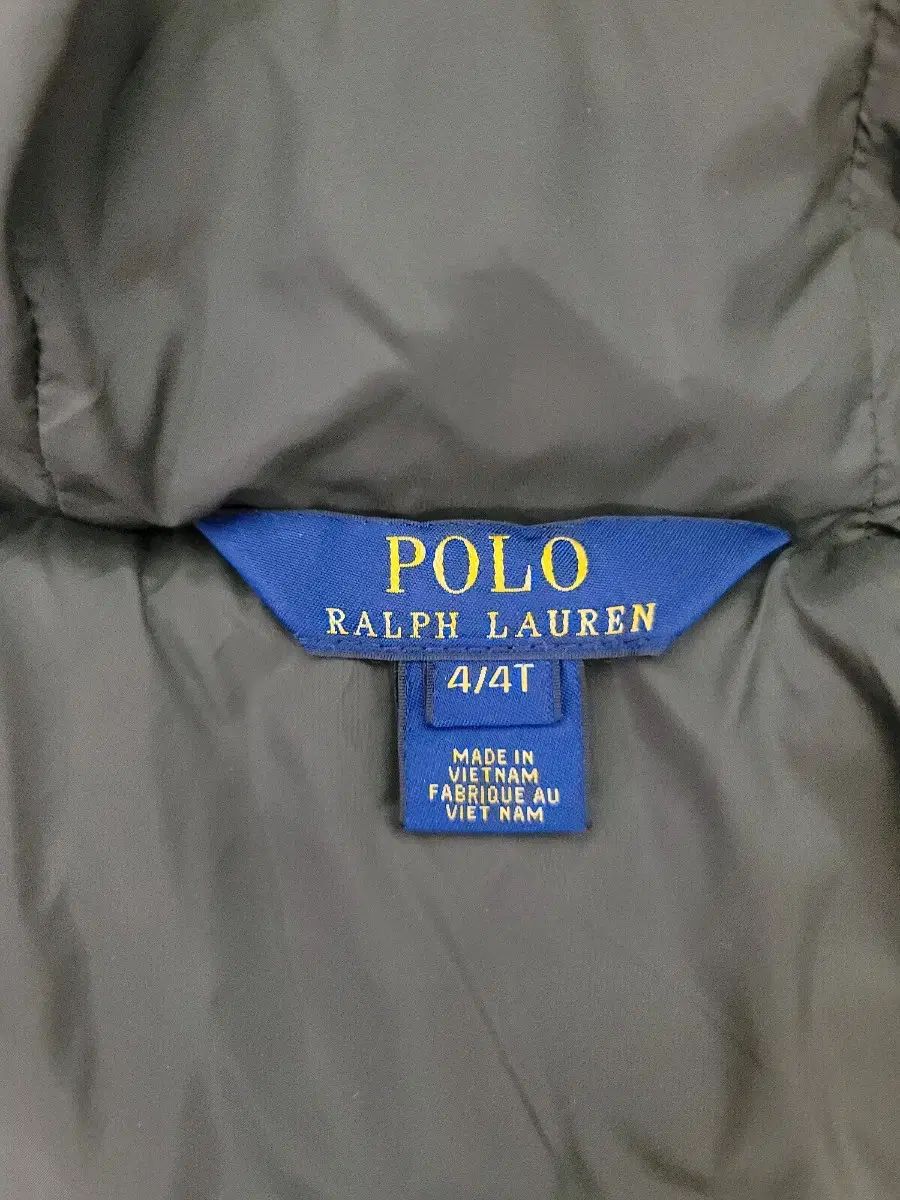 POLO
RALPH LAUREN
4/4T
MADE IN
VIETNAM
FABRIQUE AU
VIET NAM